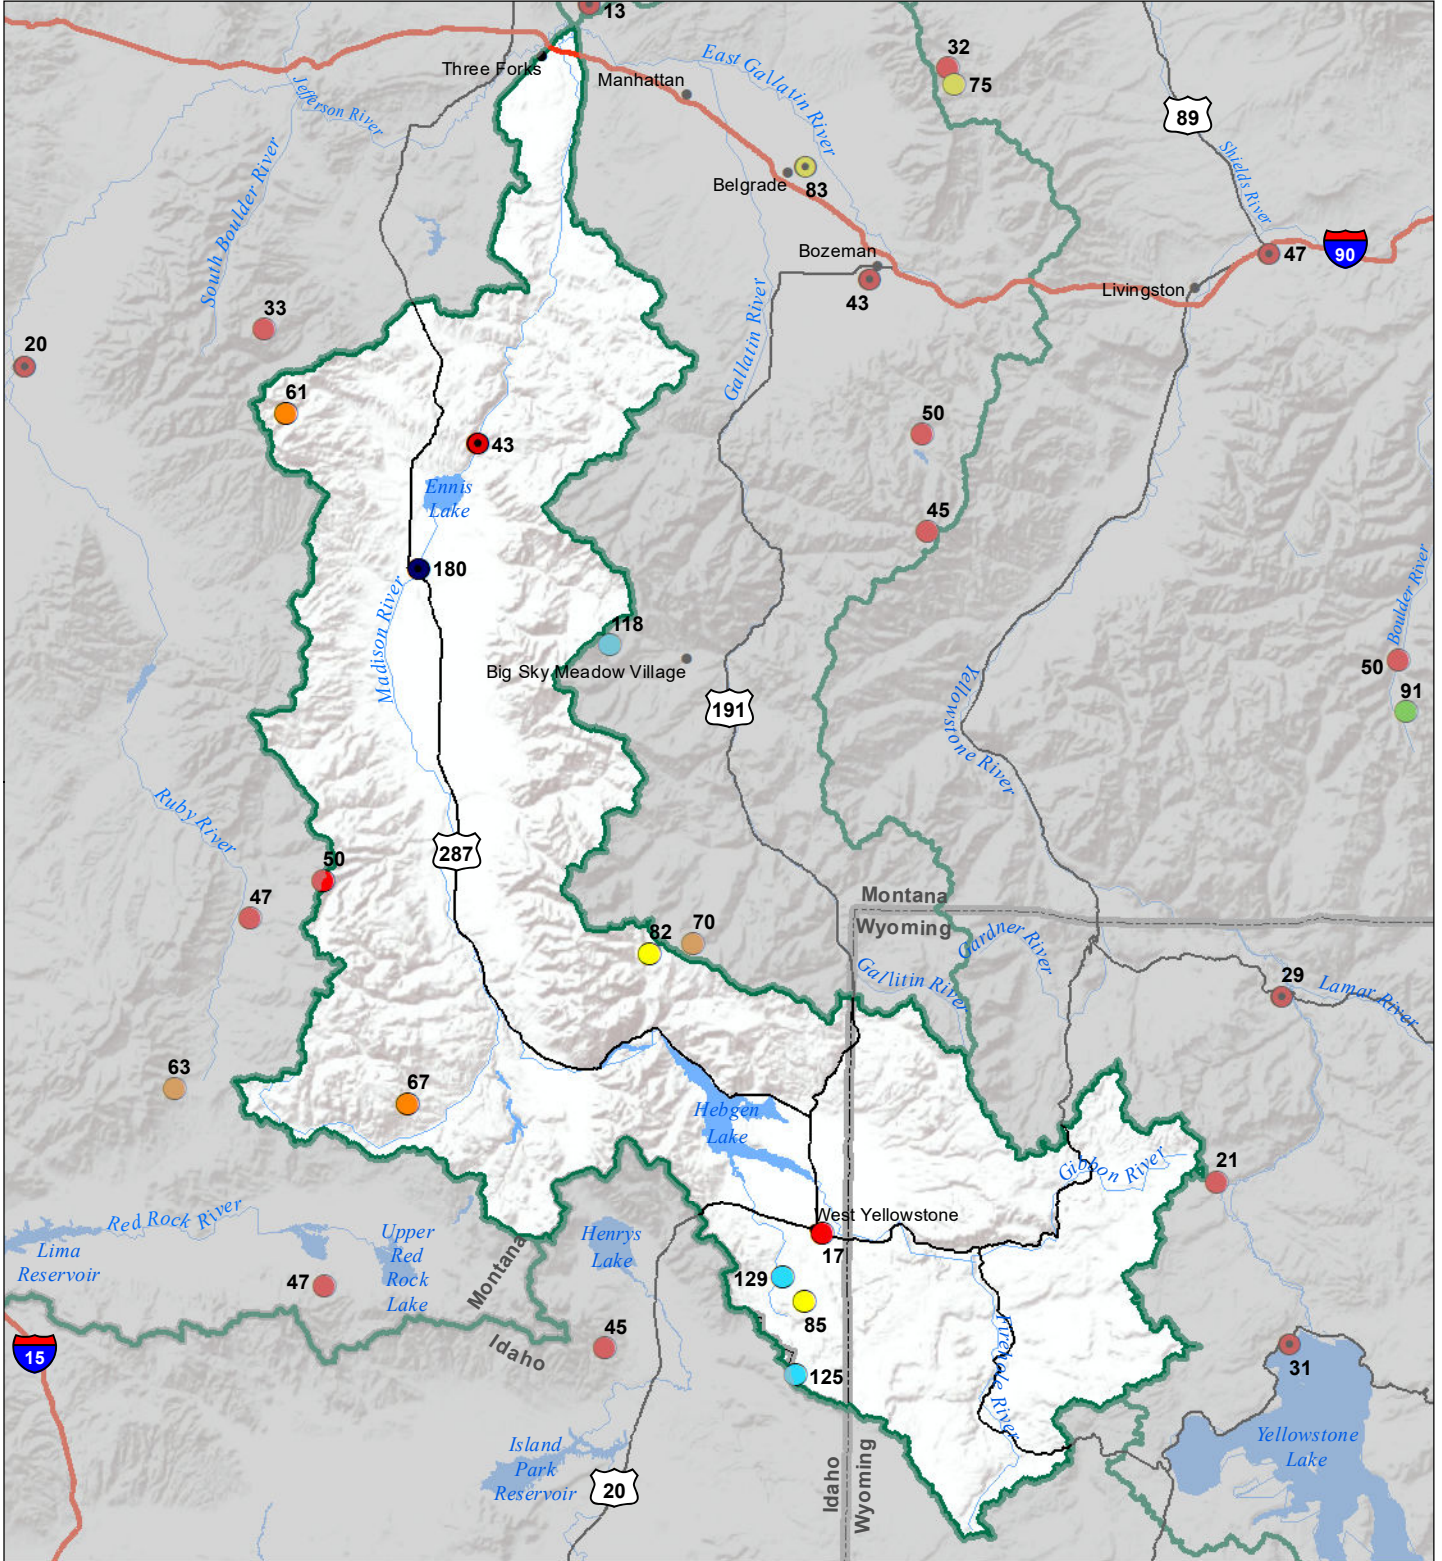 13
Three Forks
Manhattan
East Gallatin River
32
75
89
Jefferson River
Shields River
South Boulder River
Belgrade
83
Bozeman
47
90
43
Livingston
Gallatin River
33
20
61
50
43
Ennis
Lake
45
180
Madison River
118
Big Sky Meadow Village
191
Boulder River
50
91
Yellowstone River
Ruby River
287
50
47
Montana
Wyoming
82
70
Gardner River
Gallitin River
29
Lamar River
63
67
Hebgen
Lake
Gibbon River
21
Red Rock River
Lima
Reservoir
Upper
Red
Rock
Lake
Henrys
Lake
West Yellowstone
17
Montana
Idaho
47
129
85
45
15
125
Firehole River
31
Yellowstone
Lake
Island
Park
Reservoir
20
Idaho
Wyoming